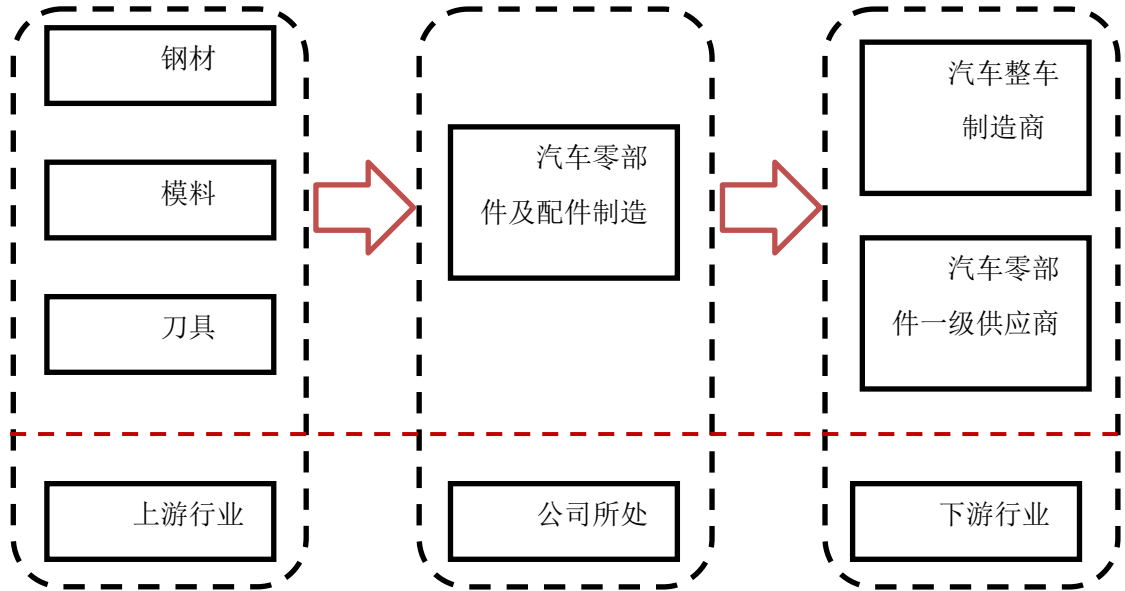 钢材
模料
刀具
上游行业
汽车零部
件及配件制造
公司所处
汽车整车
制造商
汽车零部
件一级供应商
下游行业